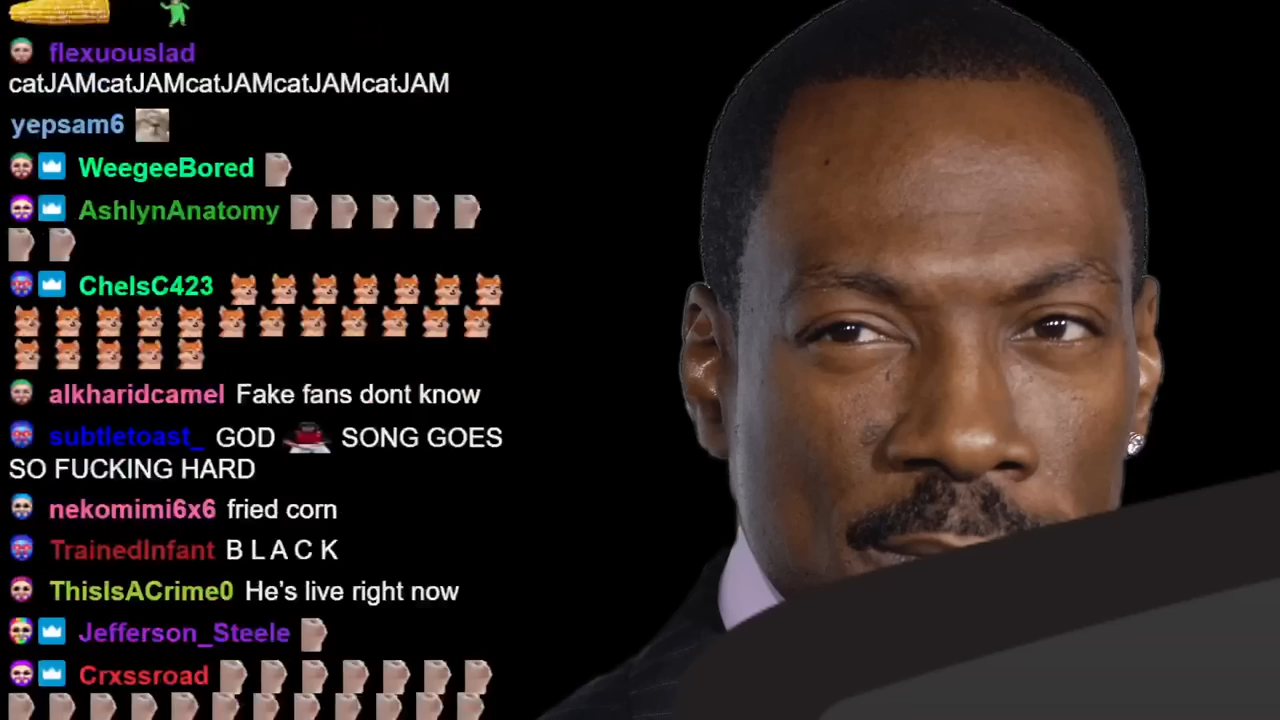 flexuouslad
catJAMcatJAMcatJAMcatJAMcatJAM
yepsam6
WeegeeBored
AshlynAnatomy
ChelsC423
alkharidcamel Fake fans dont know
subtletoast_ GOD SONG GOES
SO FUCKING HARD
nekomimi6x6 fried corn
TrainedInfant B L A C K
ThisIsACrime0 He's live right now
Jefferson_Steele
Crxssroad